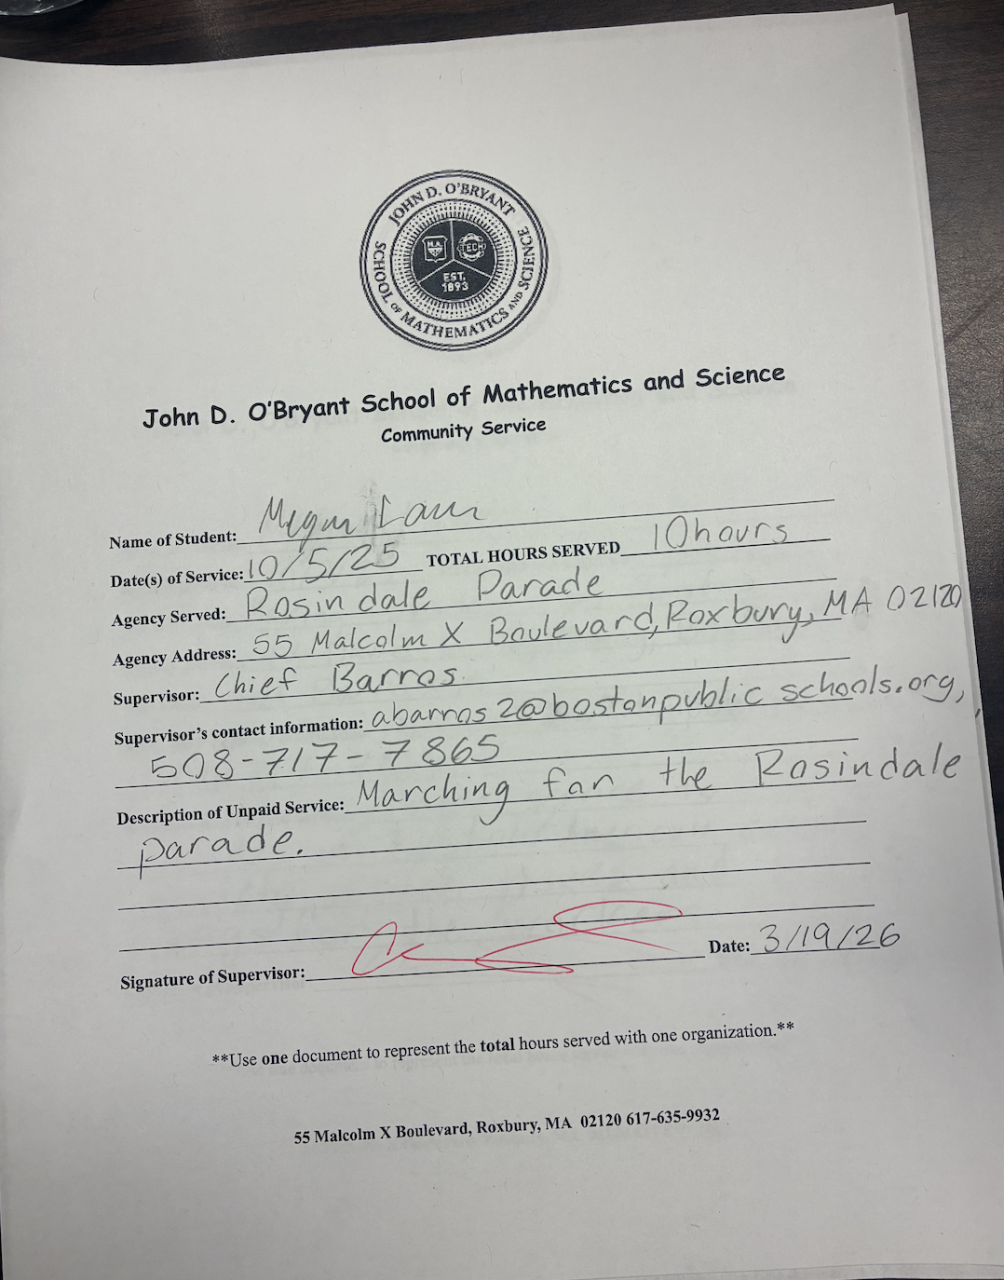 JOHN D. O'BRYANT
SCHOOL OF MATHEMATICS AND SCIENCE
TECH
EST.
1893
John D. O'Bryant School of Mathematics and Science
Community Service
Name of Student: Megan Lam
Date(s) of Service: 10/5/25 TOTAL HOURS SERVED 10 hours
Agency Served: Rosindale Parade
Agency Address: 55 Malcolm X Boulevard, Roxbury, MA 02120
Supervisor: Chief Barros.
Supervisor's contact information: abarros2@bostonpublicschools.org,
508-717-7865
Description of Unpaid Service: Marching for the Rosindale
parade.
Signature of Supervisor: Date: 3/19/26
**Use one document to represent the total hours served with one organization.**
55 Malcolm X Boulevard, Roxbury, MA 02120 617-635-9932